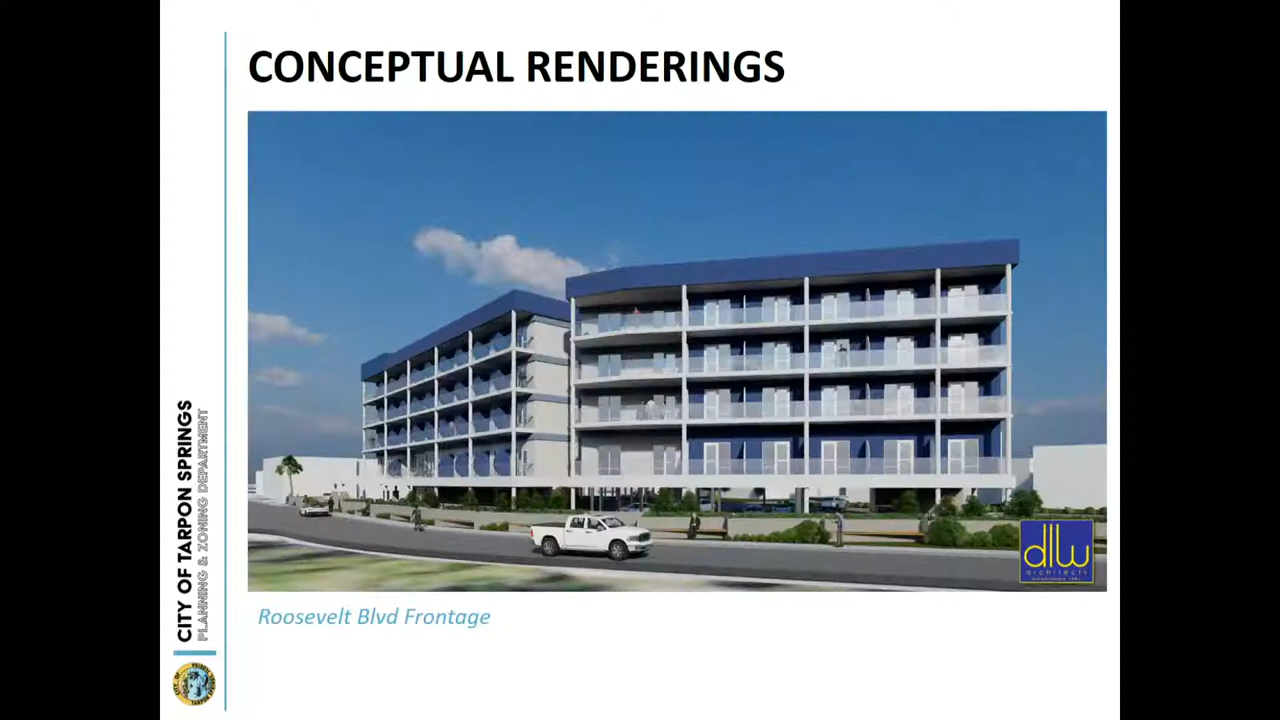 CONCEPTUAL RENDERINGS
CITY OF TARPON SPRINGS
PLANNING & ZONING DEPARTMENT
dlw
architects
Roosevelt Blvd Frontage